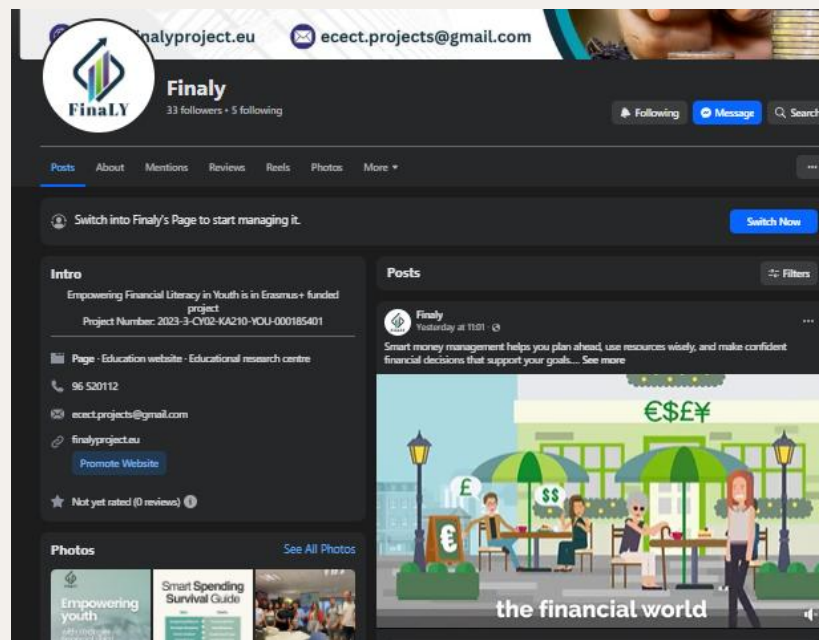 nalyproject.eu
ecect.projects@gmail.com
FinaLY
Finaly
33 followers • 5 following
Following
Message
Search
Posts
About
Mentions
Reviews
Reels
Photos
More
Switch into Finaly's Page to start managing it.
Switch Now
Intro
Empowering Financial Literacy in Youth is in Erasmus+ funded
project
Project Number: 2023-3-CY02-KA210-YOU-000185401
Page · Education website · Educational research centre
96 520112
ecect.projects@gmail.com
finalyproject.eu
Promote Website
Not yet rated (0 reviews)
Photos
See All Photos
Empowering
youth
Smart Spending
Survival Guide
Posts
Filters
Finaly
Yesterday at 11:01
Smart money management helps you plan ahead, use resources wisely, and make confident
financial decisions that support your goals.... See more
€$£¥
£
$$
€
the financial world